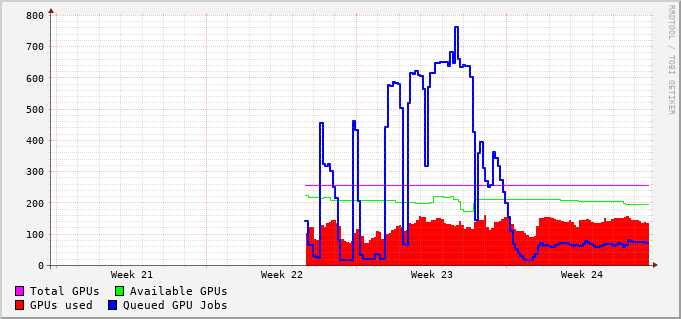 800
700
600
500
400
300
200
100
0
Week 21 Week 22 Week 23 Week 24
Total GPUs Available GPUs
GPUs used Queued GPU Jobs
RRDTOOL / TOBI OETIKER